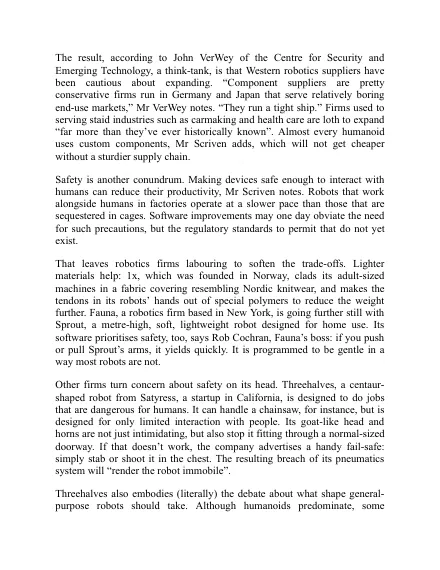 The result, according to John VerWey of the Centre for Security and
Emerging Technology, a think-tank, is that Western robotics suppliers have
been cautious about expanding. “Component suppliers are pretty
conservative firms run in Germany and Japan that serve relatively boring
end-use markets,” Mr VerWey notes. “They run a tight ship.” Firms used to
serving staid industries such as carmaking and health care are loth to expand
“far more than they’ve ever historically known”. Almost every humanoid
uses custom components, Mr Scriven adds, which will not get cheaper
without a sturdier supply chain.
Safety is another conundrum. Making devices safe enough to interact with
humans can reduce their productivity, Mr Scriven notes. Robots that work
alongside humans in factories operate at a slower pace than those that are
sequestered in cages. Software improvements may one day obviate the need
for such precautions, but the regulatory standards to permit that do not yet
exist.
That leaves robotics firms labouring to soften the trade-offs. Lighter
materials help: 1x, which was founded in Norway, clads its adult-sized
machines in a fabric covering resembling Nordic knitwear, and makes the
tendons in its robots’ hands out of special polymers to reduce the weight
further. Fauna, a robotics firm based in New York, is going further still with
Sprout, a metre-high, soft, lightweight robot designed for home use. Its
software prioritises safety, too, says Rob Cochran, Fauna’s boss: if you push
or pull Sprout’s arms, it yields quickly. It is programmed to be gentle in a
way most robots are not.
Other firms turn concern about safety on its head. Threehalves, a centaur-
shaped robot from Satyress, a startup in California, is designed to do jobs
that are dangerous for humans. It can handle a chainsaw, for instance, but is
designed for only limited interaction with people. Its goat-like head and
horns are not just intimidating, but also stop it fitting through a normal-sized
doorway. If that doesn’t work, the company advertises a handy fail-safe:
simply stab or shoot it in the chest. The resulting breach of its pneumatics
system will “render the robot immobile”.
Threehalves also embodies (literally) the debate about what shape general-
purpose robots should take. Although humanoids predominate, some